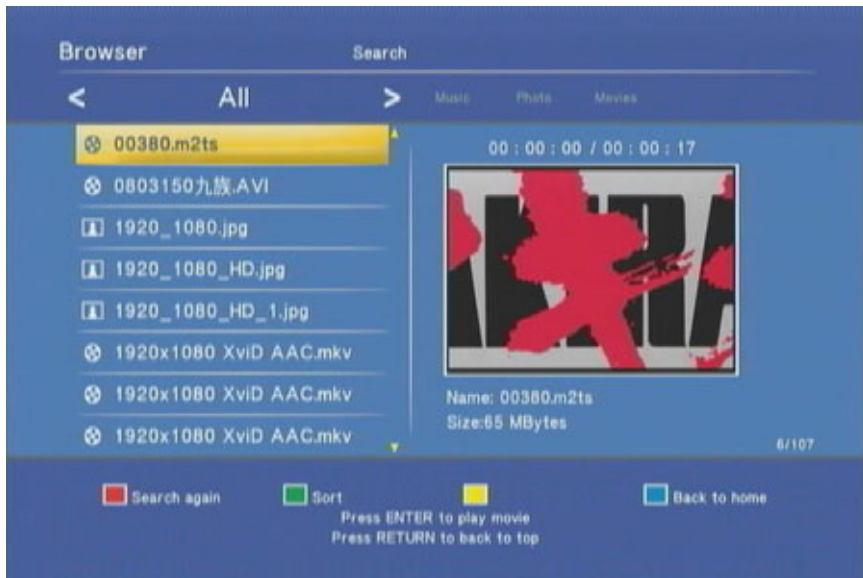 Browser
Search
< All >
Music Photo Movies
00380.m2ts
0803150九族.AVI
1920_1080.jpg
1920_1080_HD.jpg
1920_1080_HD_1.jpg
1920x1080 XviD AAC.mkv
1920x1080 XviD AAC.mkv
1920x1080 XviD AAC.mkv
00 : 00 : 00 / 00 : 00 : 17
AKIRA
Name: 00380.m2ts
Size:65 MBytes
6/107
Search again
Sort
Back to home
Press ENTER to play movie
Press RETURN to back to top